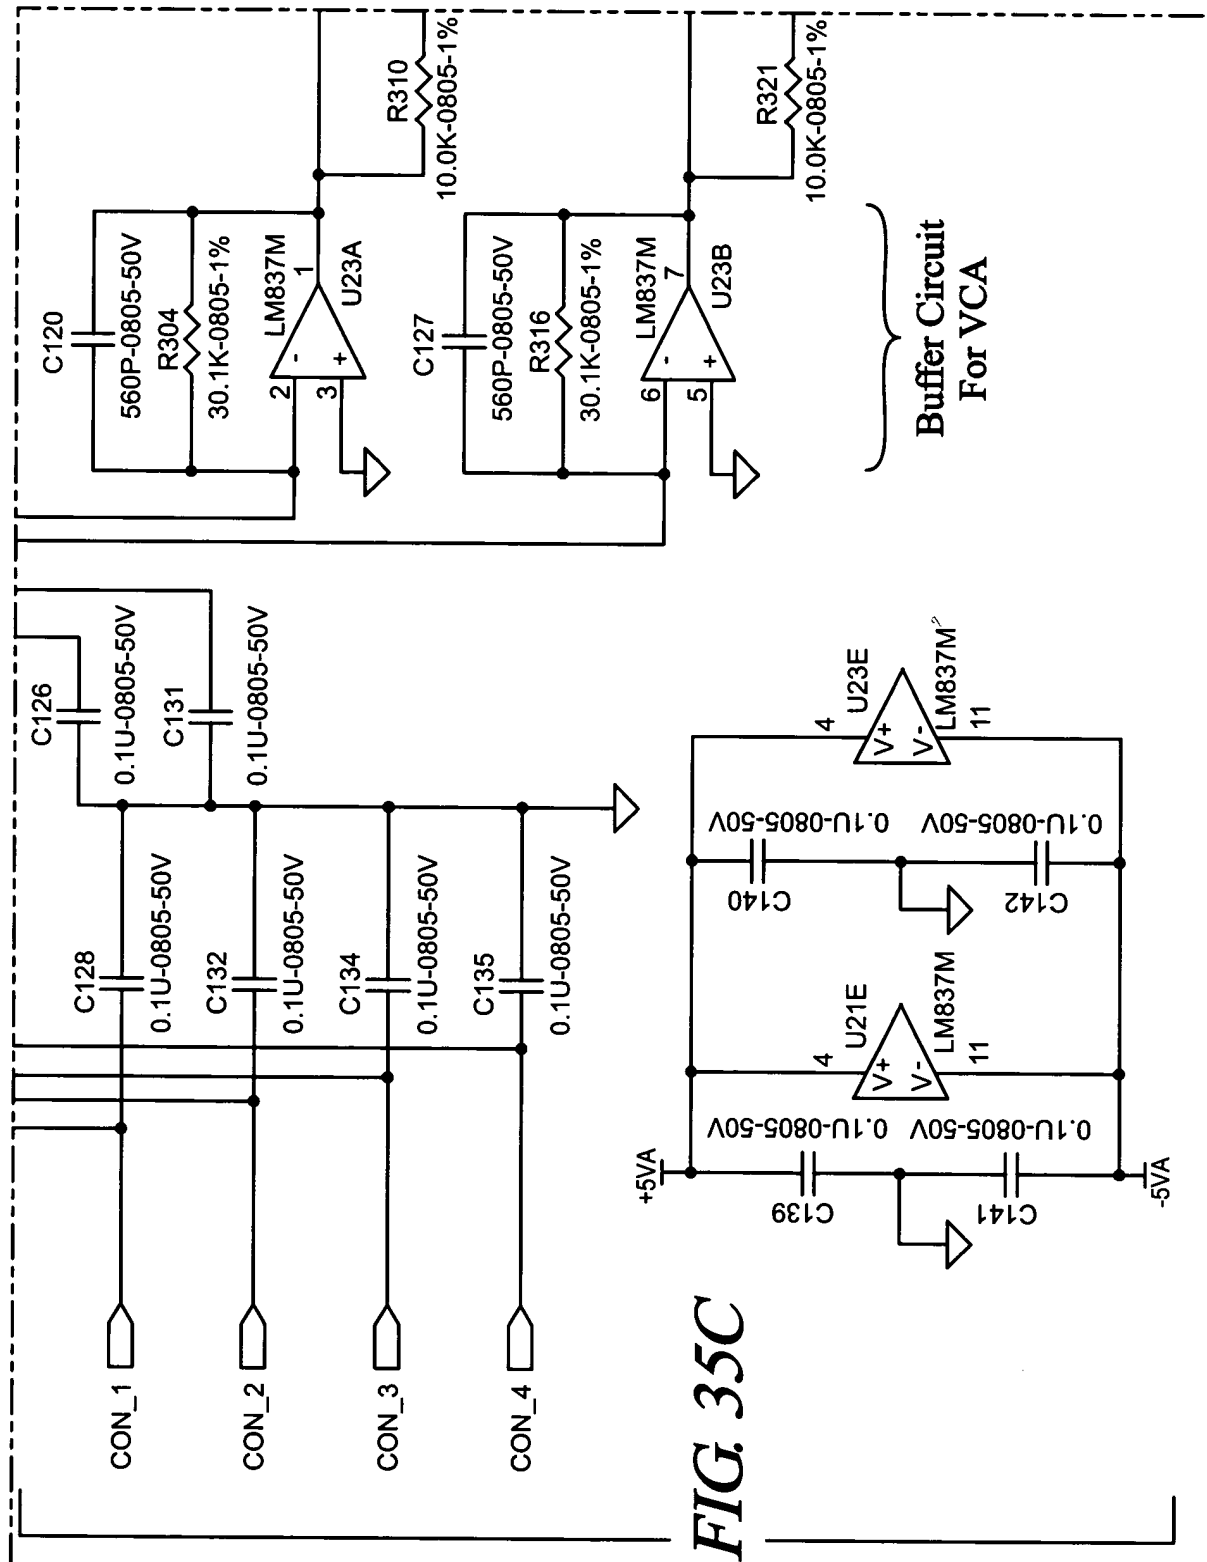 CON_1
CON_2
CON_3
CON_4
C128
0.1U-0805-50V
C132
0.1U-0805-50V
C134
0.1U-0805-50V
C135
0.1U-0805-50V
C126
0.1U-0805-50V
C131
0.1U-0805-50V
C120
560P-0805-50V
R304
30.1K-0805-1%
2
3
-
+
LM837M
1
U23A
R310
10.0K-0805-1%
C127
560P-0805-50V
R316
30.1K-0805-1%
6
5
-
+
LM837M
7
U23B
R321
10.0K-0805-1%
Buffer Circuit
For VCA
+5VA
-5VA
C139
0.1U-0805-50V
C141
0.1U-0805-50V
4
U21E
V+
V-
LM837M
11
C140
0.1U-0805-50V
C142
0.1U-0805-50V
4
U23E
V+
V-
LM837M
11
FIG. 35C